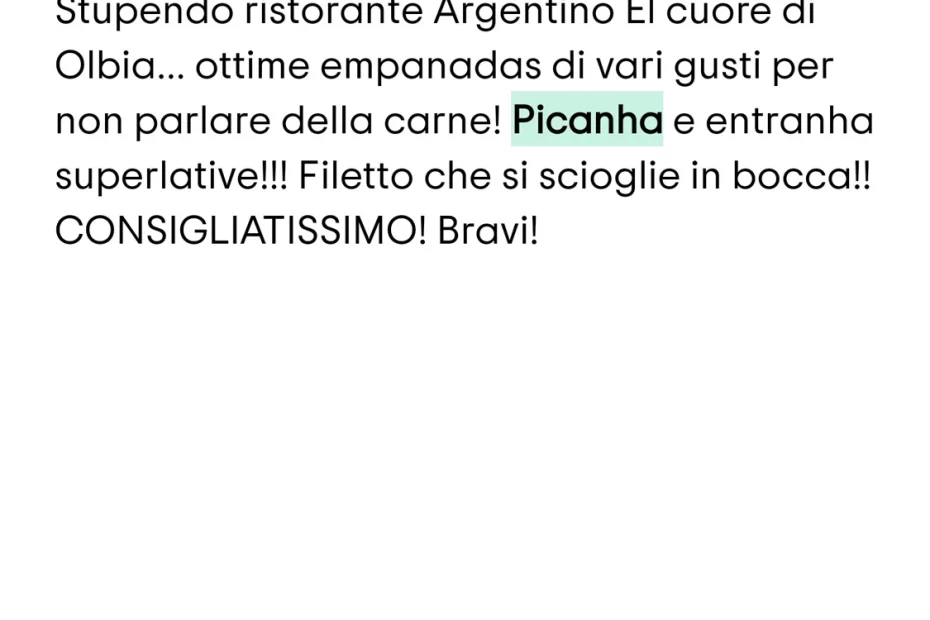 Stupendo ristorante Argentino El cuore di
Olbia... ottime empanadas di vari gusti per
non parlare della carne! Picanha e entranha
superlative!!! Filetto che si scioglie in bocca!!
CONSIGLIATISSIMO! Bravi!